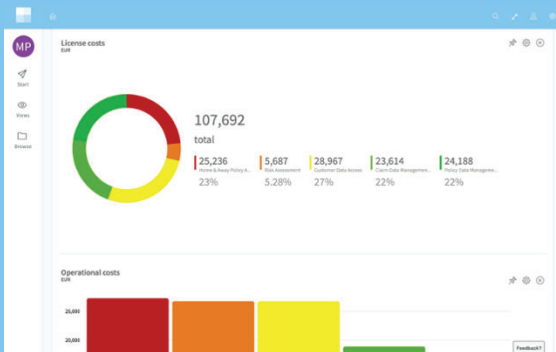 MP
Start
Views
Browse
License costs
EUR
107,692
total
25,236 5,687 28,967 23,614 24,188
Home & Away Policy A... Risk Assessment Customer Data Access Claim Data Management... Policy Data Manageme...
23% 5.28% 27% 22% 22%
Operational costs
EUR
25,000
20,000
Feedback?